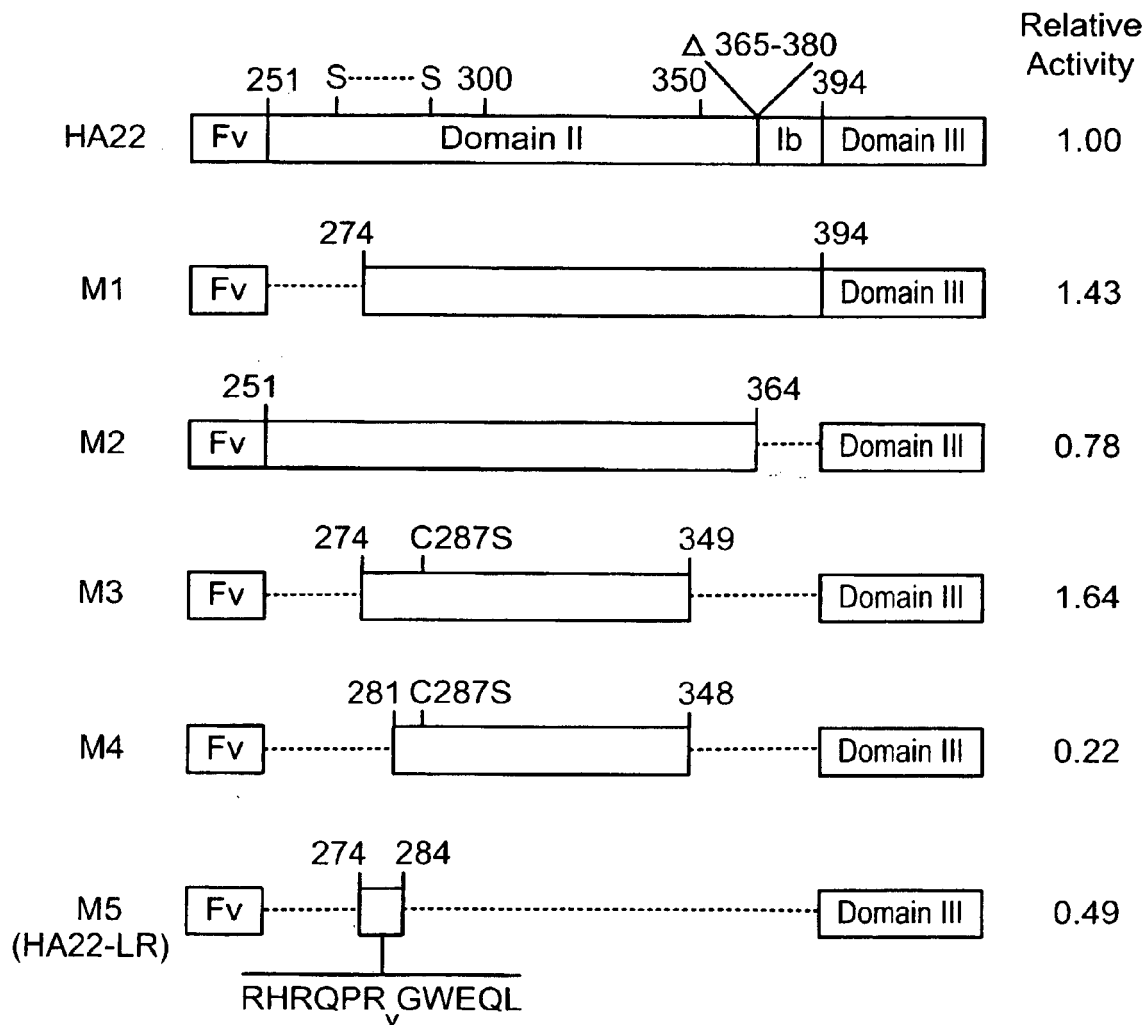 Relative
Activity
Δ 365-380
251 S S 300 350 394
HA22 Fv Domain II Ib Domain III 1.00
274 394
M1 Fv Domain III 1.43
251 364
M2 Fv Domain III 0.78
274 C287S 349
M3 Fv Domain III 1.64
281 C287S 348
M4 Fv Domain III 0.22
274 284
M5 Fv Domain III 0.49
(HA22-LR)
RHRQPRvGWEQL